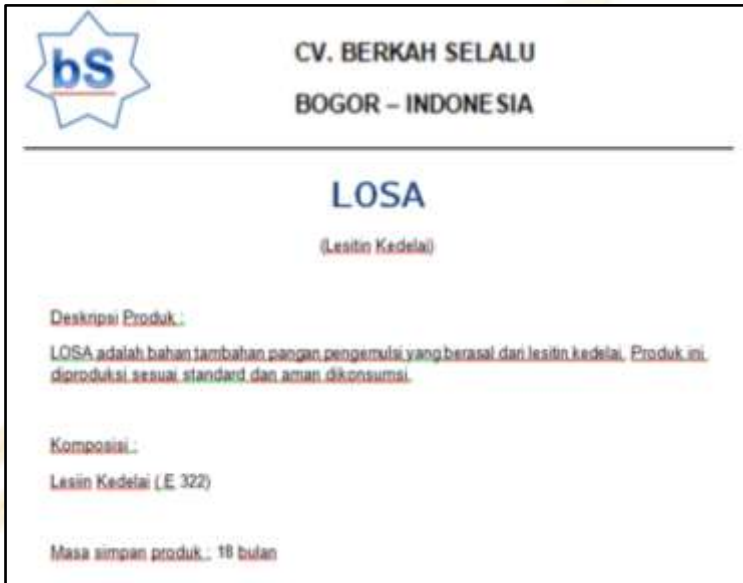 bS
CV. BERKAH SELALU
BOGOR – INDONESIA
LOSA
(Lesitin Kedelai)
Deskripsi Produk :
LOSA adalah bahan tambahan pangan pengemulsi yang berasal dari lesitin kedelai. Produk ini
diproduksi sesuai standard dan aman dikonsumsi.
Komposisi :
Lesiin Kedelai ( E 322)
Masa simpan produk : 18 bulan